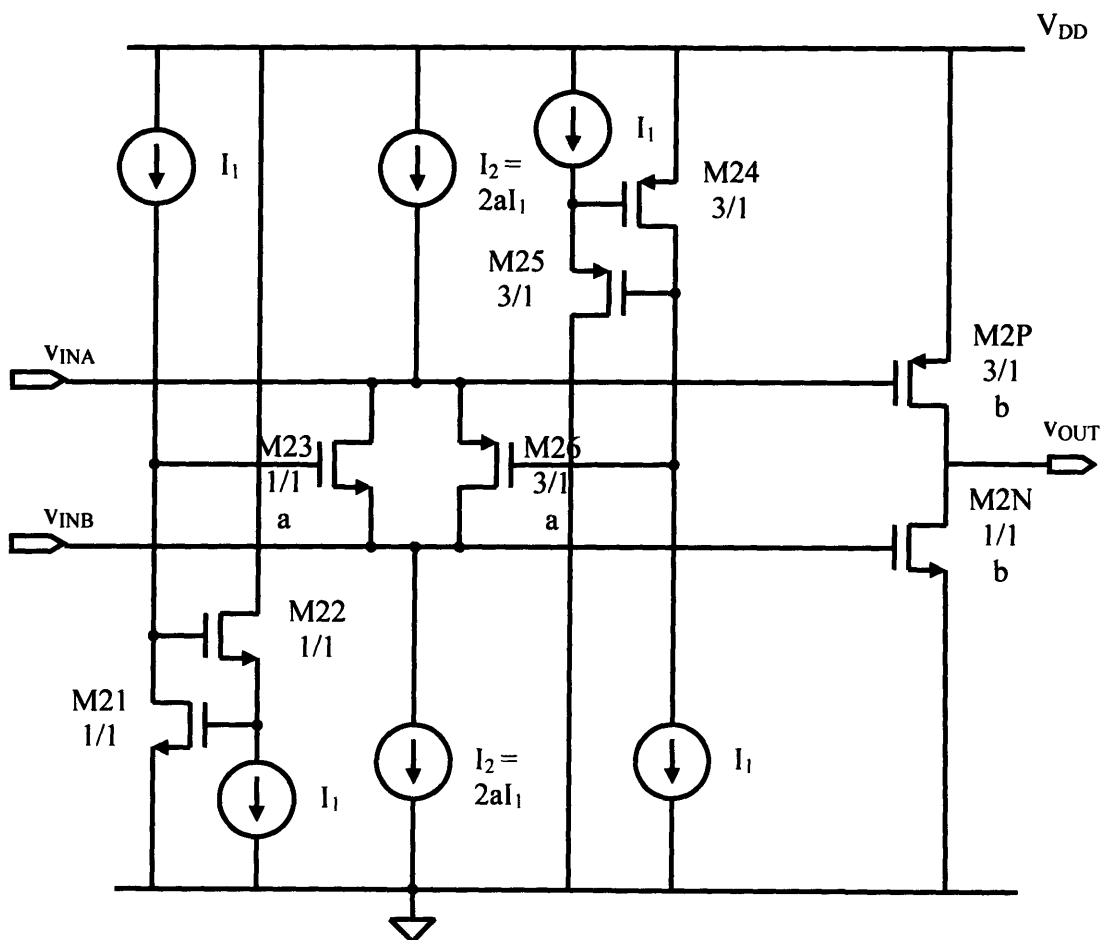 V_DD
I₁
I₂ =
2aI₁
I₁
M24
3/1
M25
3/1
V_INA
M2P
3/1
b
M23
1/1
a
M26
3/1
a
V_OUT
V_INB
M2N
1/1
b
M22
1/1
M21
1/1
I₁
I₂ =
2aI₁
I₁